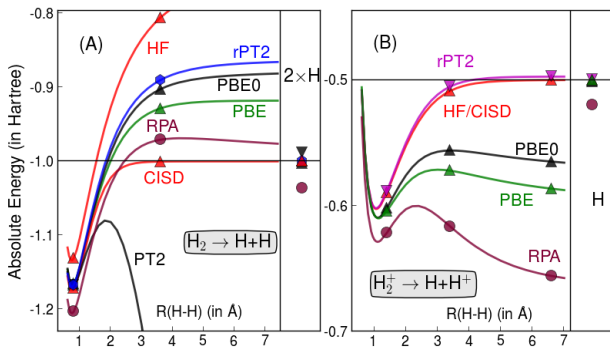 Absolute Energy (in Hartree)
-0.8
-0.9
-1.0
-1.1
-1.2
(A)
HF
rPT2
PBE0
PBE
RPA
CISD
PT2
2×H
H₂ → H+H
R(H-H) (in Å)
0 1 2 3 4 5 6 7
-0.5
-0.6
-0.7
(B)
rPT2
HF/CISD
PBE0
PBE
RPA
H
H₂⁺ → H+H⁺
R(H-H) (in Å)
0 1 2 3 4 5 6 7